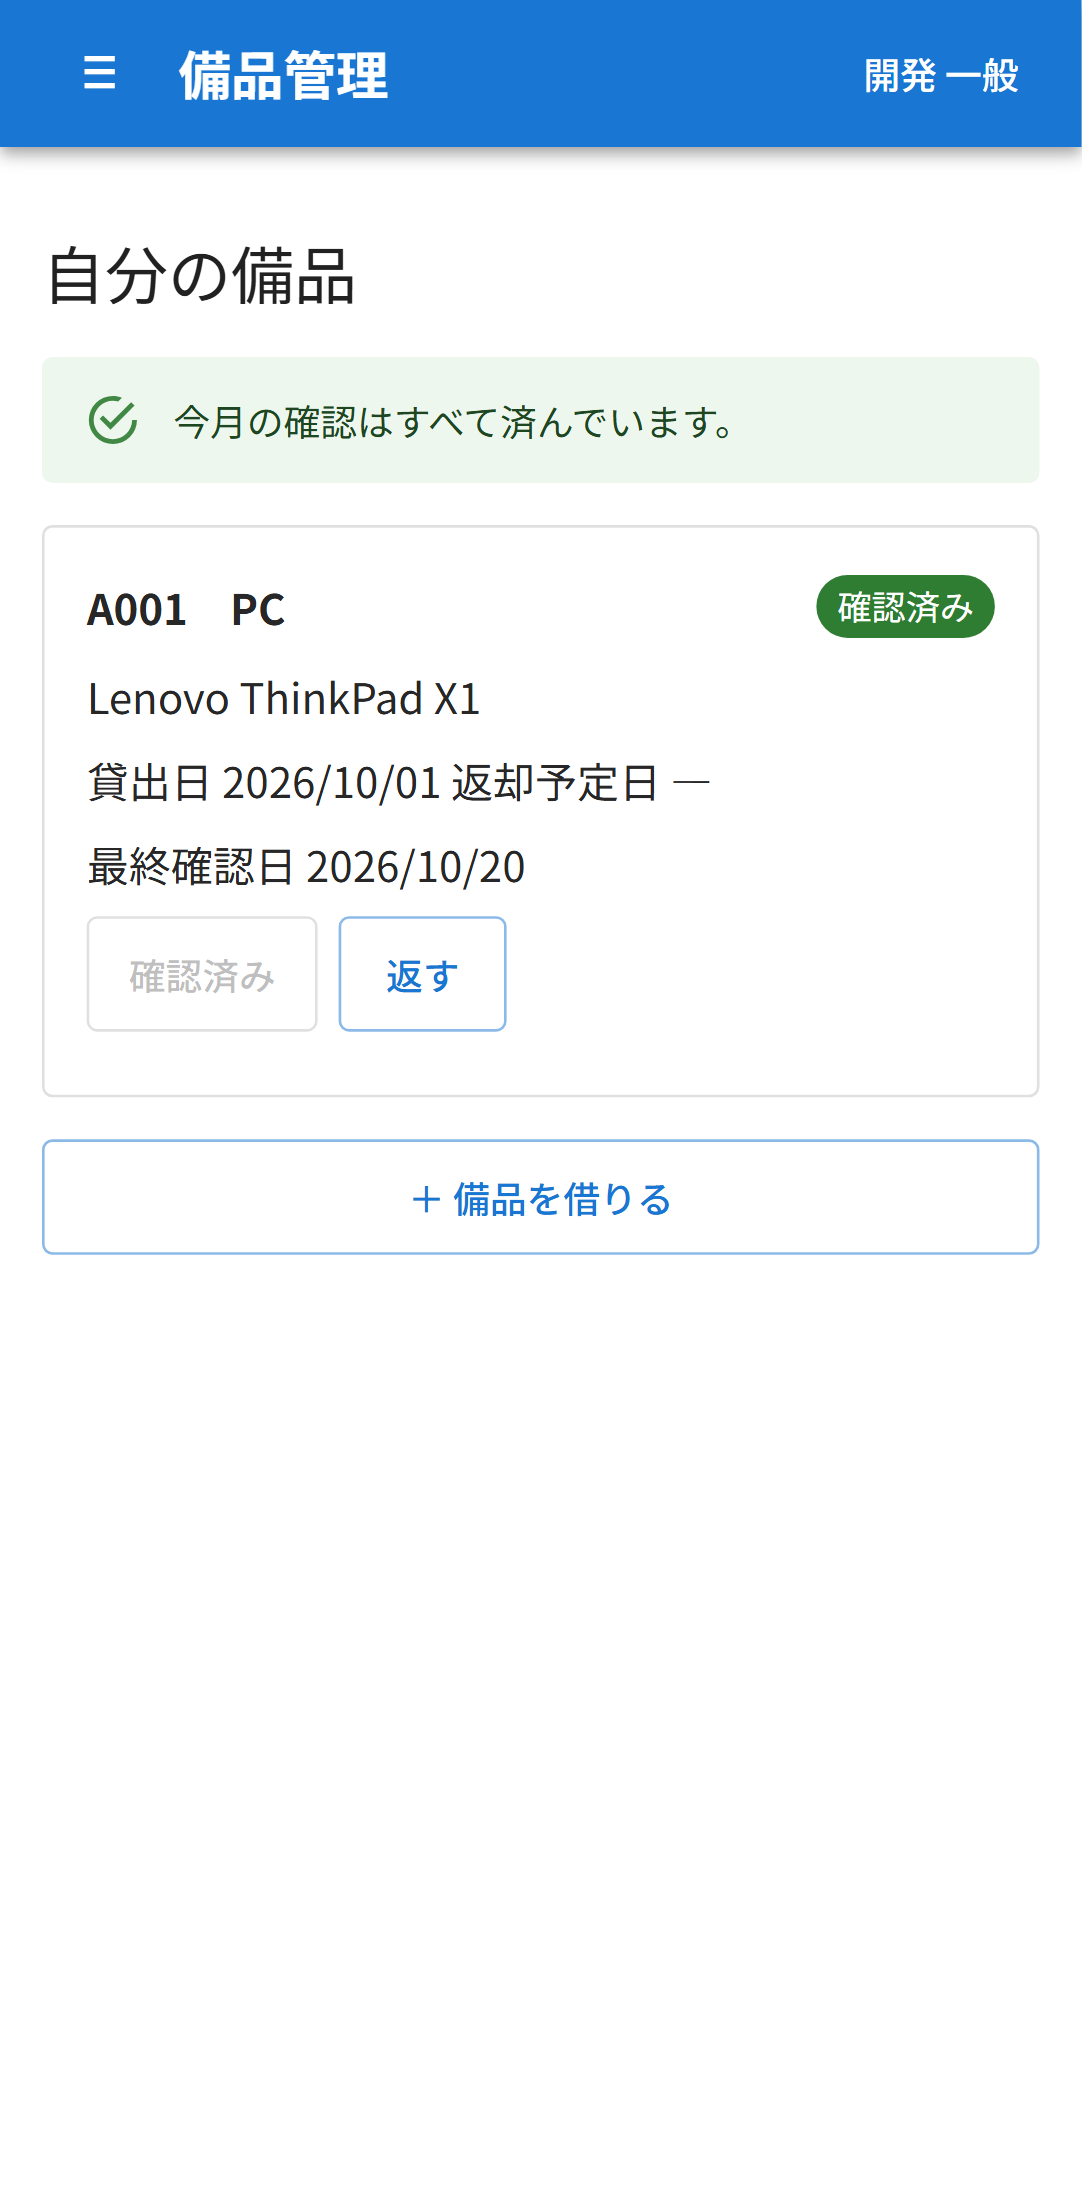 備品管理
開発 一般
自分の備品
今月の確認はすべて済んでいます。
A001　PC
確認済み
Lenovo ThinkPad X1
貸出日 2026/10/01 返却予定日 —
最終確認日 2026/10/20
確認済み
返す
＋ 備品を借りる